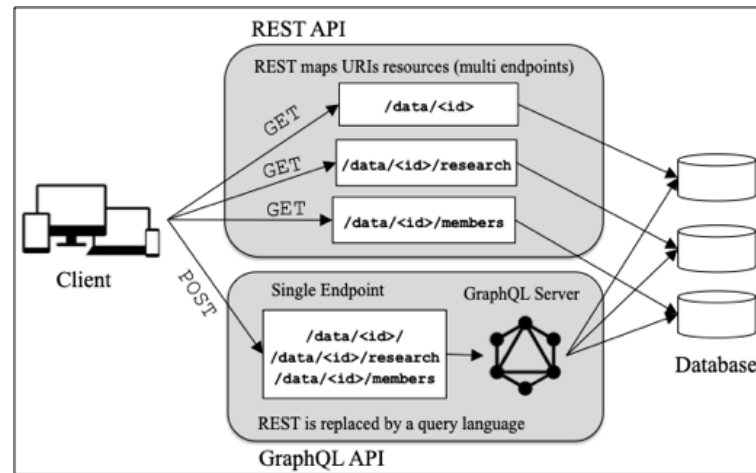 REST API
REST maps URIs resources (multi endpoints)
GET
/data/<id>
GET
/data/<id>/research
GET
/data/<id>/members
Client
POST
Single Endpoint
GraphQL Server
/data/<id>/
/data/<id>/research
/data/<id>/members
Database
REST is replaced by a query language
GraphQL API